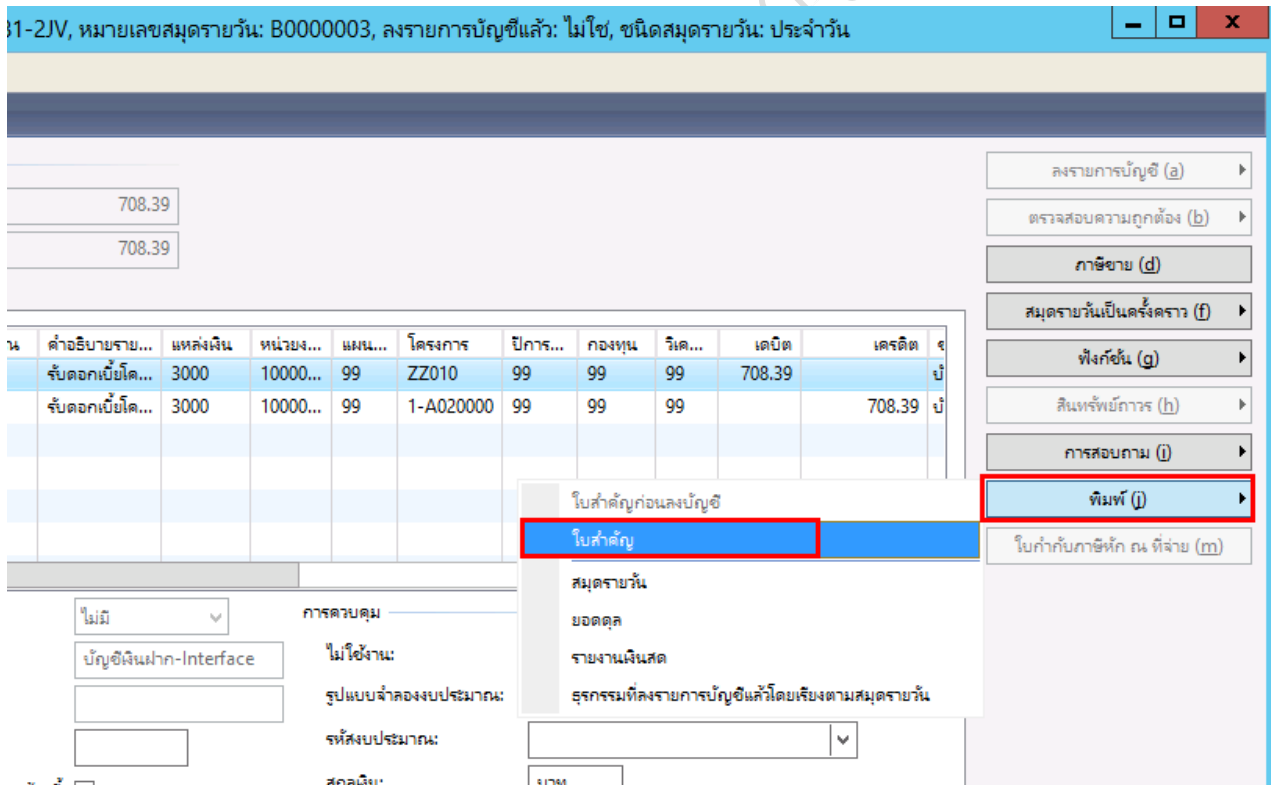 31-2JV, หมายเลขสมุดรายวัน: B0000003, ลงรายการบัญชีแล้ว: ไม่ใช่, ชนิดสมุดรายวัน: ประจำวัน
708.39
708.39
ลงรายการบัญชี (a)
ตรวจสอบความถูกต้อง (b)
ภาษีขาย (d)
สมุดรายวันเป็นครั้งคราว (f)
ฟังก์ชั่น (g)
สินทรัพย์ถาวร (h)
การสอบถาม (i)
พิมพ์ (j)
ใบกำกับภาษีหัก ณ ที่จ่าย (m)
ณ คำอธิบายราย... แหล่งเงิน หน่วยง... แผน... โครงการ ปีการ... กองทุน วิเค... เดบิต เครดิต
รับดอกเบี้ยโค... 3000 10000... 99 ZZ010 99 99 99 708.39
รับดอกเบี้ยโค... 3000 10000... 99 1-A020000 99 99 99 708.39
ใบสำคัญก่อนลงบัญชี
ใบสำคัญ
สมุดรายวัน
ยอดดุล
รายงานเงินสด
ธุรกรรมที่ลงรายการบัญชีแล้วโดยเรียงตามสมุดรายวัน
ไม่มี
บัญชีเงินฝาก-Interface
การควบคุม
ไม่ใช้งาน:
รูปแบบจำลองงบประมาณ:
รหัสงบประมาณ:
สกุลเงิน: บาท